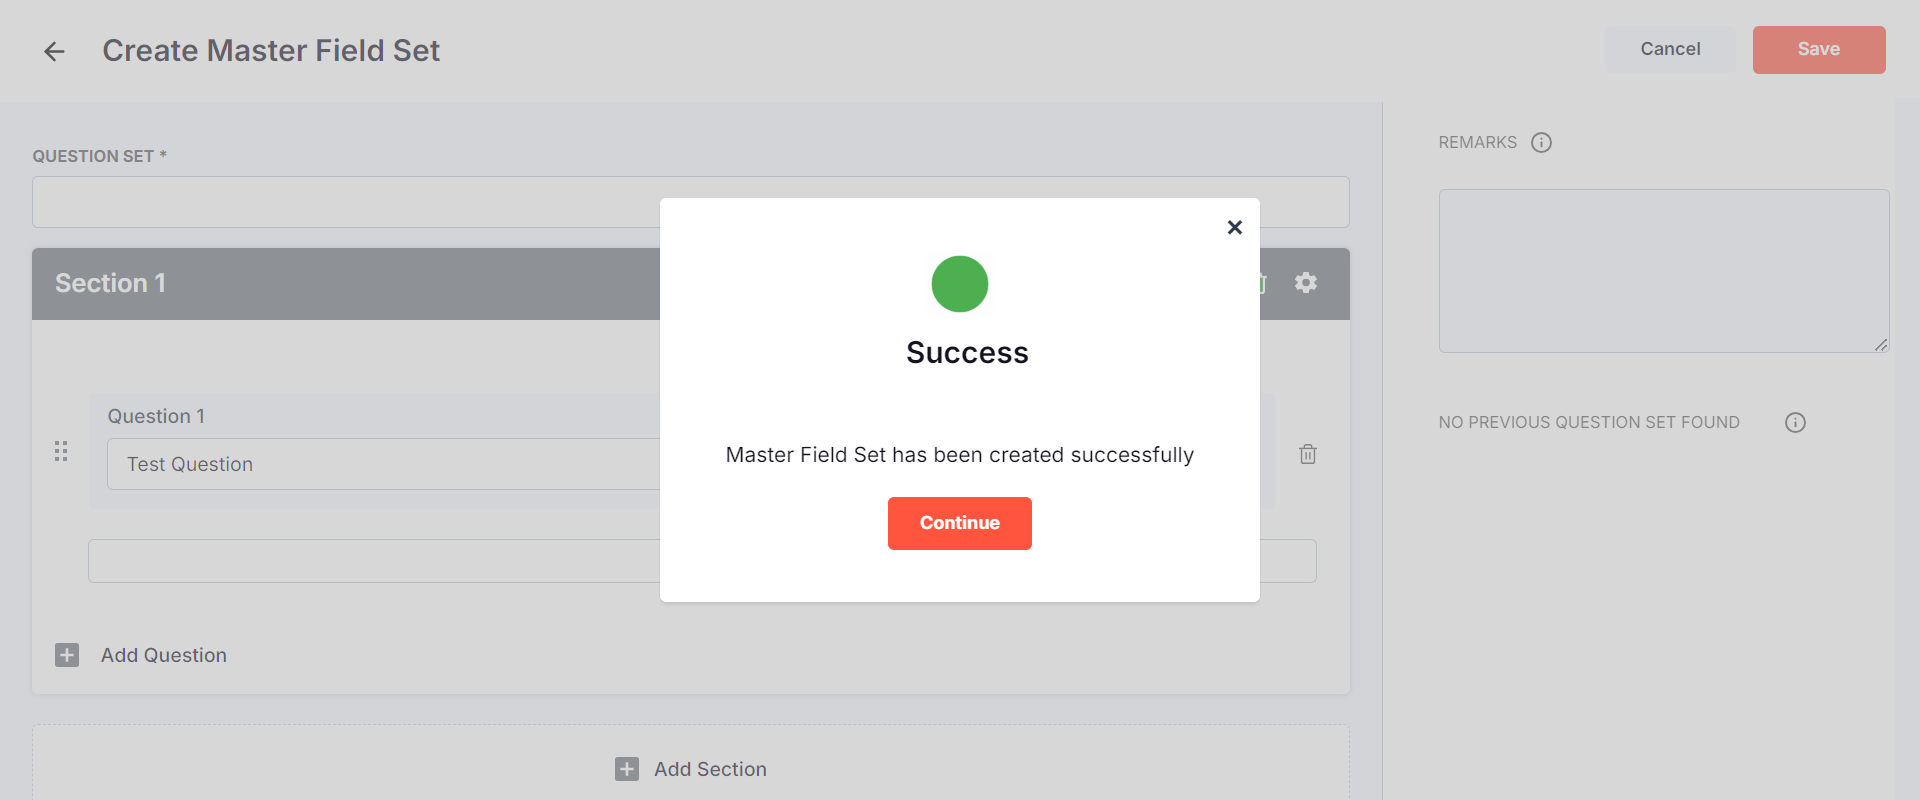 Create Master Field Set
Cancel
Save
QUESTION SET *
REMARKS
Section 1
Success
Question 1
Test Question
NO PREVIOUS QUESTION SET FOUND
Master Field Set has been created successfully
Continue
Add Question
Add Section